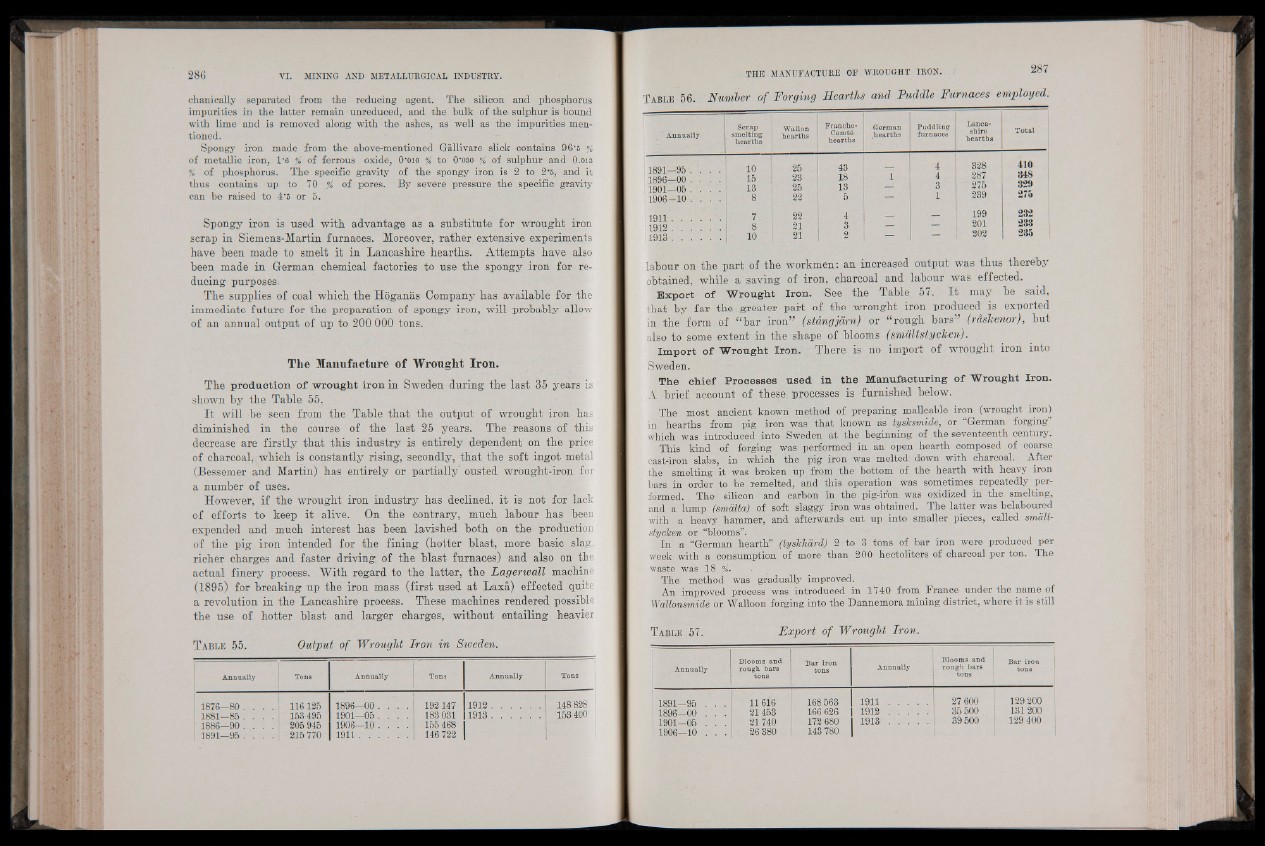 286 VI. MINING AND METALLURGICAL INDUSTRY.
chanically separated from the reducing agent. The silicon and phosphorus
impurities in the latter remain unreduced, and the bulk of the sulphur is bound
with lime and is removed along with the ashes, as well as the impurities men-
tioned.
Spongy iron made from the above-mentioned Gällivare slick contains 96·5 %
of metallic iron, 1·6 % of ferrous oxide, 0·010 % to 0·030 % of sulphur and 0.012
% of phosphorus. The specific gravity of the spongy iron is 2 to 2·5, and it
thus contains up to 70 % of pores. By severe pressure the specific gravity
can be raised to 4·5 or 5.
Spongy iron is used with advantage as a substitute for wrought iron
scrap in Siemens-Martin furnaces. Moreover, rather extensive experiments
have been made to smelt it in Lancashire hearths. Attempts have also
been made in German chemical factories to use the spongy iron for re-
ducing purposes.
The supplies of coal which the Höganäs Company has available for the
immediate future for the preparation of spongy iron, will probably allow
of an annual output of up to 200 000 tons.
The Manufacture of Wrought Iron.
The production of wrought iron in Sweden during the last 35 years is
shown by the Table 55.
It will be seen from the Table that the output of wrought iron has
diminished in the course of the last 25 years. The reasons of this
decrease are firstly that this industry is entirely dependent on the price
of charcoal, which is constantly rising, secondly, that the soft ingot metal
(Bessemer and Martin) has entirely or partially ousted wrought-iron for
a number of uses.
However, if the wrought iron industry has declined, it is not for lack
of efforts to keep it alive. On the contrary, much labour has been
expended and much interest has been lavished both on the production
of the pig iron intended for the fining (hotter blast, more basic slag,
richer charges and faster driving of the blast furnaces) and also on the
actual finery process. With regard to the latter, the Lagerwall machine
(1895) for breaking up the iron mass (first used at Laxå) effected quite
a revolution in the Lancashire process. These machines rendered possible
the use of hotter blast and larger charges, without entailing heavier
TABLE 55. Output of Wrought Iron in Sweden.
Annually Tons Annually Tons Annually Tons
1876—80 . . . . 116 125 1896—00 . . . . 192 147 1912 . . . . . . 148 828
1881—85 . . . . 153 495 1901—05 . . . . 183 031 1913 . . . . . . 153 400
1886—90 . . . . 205 945 1906—10 . . . . 155 468
1891—95 . . . . 215 770 1911 . . . . . . 146 722
THE MANUFACTURE OF WROUGHT IRON. 287
TABLE 56. Number of Forging Hearths and Puddle Furnaces employed.
Annually Scrap smelting hearths Wallon hearths Franche-Comté hearths German hearths Puddling furnaces Lanca-shire hearths Total
1891—95 . . . . 10 25 43 — 4 328 410
1896—00 . . . . 15 23 18 1 4 287 348
1901—05 . . . . 13 25 13 — 3 275 329
1906—10 . . . . 8 22 5 — 1 239 275
1911 . . . . . . 7 22 4 — — 199 232
1912 . . . . . . 8 21 3 — — 201 233
1913 . . . . . . 10 21 2 — — 202 235
labour on the part of the workmen: an increased output was thus thereby
obtained, while a saving of iron, charcoal and labour was effected.
Export of Wrought Iron. See the Table 57. It may be said,
that by far the greater part of the wrought iron produced is exported
in the form of “bar iron” (stångjärn) or “rough bars” (räskenor), but
also to some extent in the shape of blooms (smältstycken).
Import of Wrought Iron. There is no import of wrought iron into
Sweden.
The chief Processes used in the Manufacturing of Wrought Iron.
A brief account of these processes is furnished below.
The most ancient known method of preparing malleable iron (wrought iron)
in hearths from pig iron was that known as tysksmide, or “German forging”
which was introduced into Sweden at the beginning of the seventeenth century.
This kind of forging was performed in an open hearth composed of coarse
cast-iron slabs, in which the pig iron was melted down with charcoal. After
the smelting it was broken up from the bottom of the hearth with heavy iron
bars in order to be remelted, and this operation was sometimes repeatedly per-
formed. The silicon and carbon in the pig-iron was oxidized in the smelting,
and a lump (smälta) of soft slaggy iron was obtained. The latter was belaboured
with a heavy hammer, and afterwards cut up into smaller pieces, called smält-
stycken or “blooms”.
In a “German hearth” (tyskhärd) 2 to 3 tons of bar iron were produced per
week with a consumption of more than 200 hectoliters of charcoal per ton. The
waste was 18 %.
The method was gradually improved.
An improved process was introduced in 1740 from France under the name of
Wallonsmide or Walloon forging into the Dannemora mining district, where it is still
TABLE 57. Export of Wrought Iron.
Annually Blooms and rough bars tons Bar iron tons Annually Blooms and rough bars tons Bar iron tons
1891—95 . . . 11 616 168 563 1911 . . . . . 27 600 129 200
1896—00 . . . 21 453 166 626 1912 . . . . . 35 500 131 200
1901—05 . . . 21 740 172 680 1913 . . . . . 39 500 129 400
1906—10 . . . 26 380 143 780